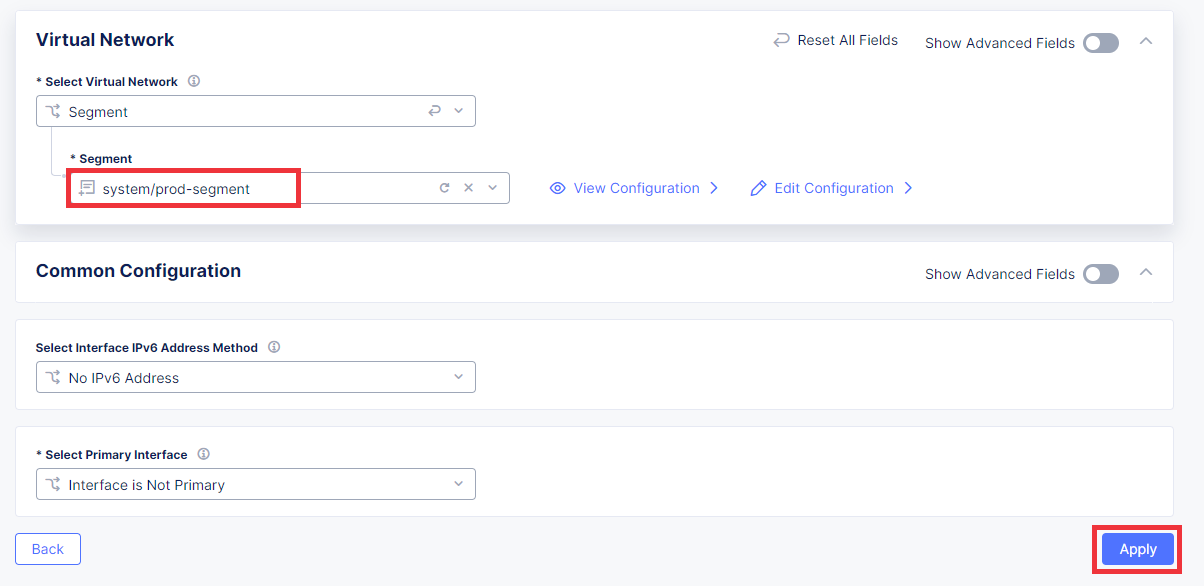 Virtual Network
Reset All Fields
Show Advanced Fields
* Select Virtual Network
Segment
* Segment
system/prod-segment
View Configuration
Edit Configuration
Common Configuration
Show Advanced Fields
Select Interface IPv6 Address Method
No IPv6 Address
* Select Primary Interface
Interface is Not Primary
Back
Apply